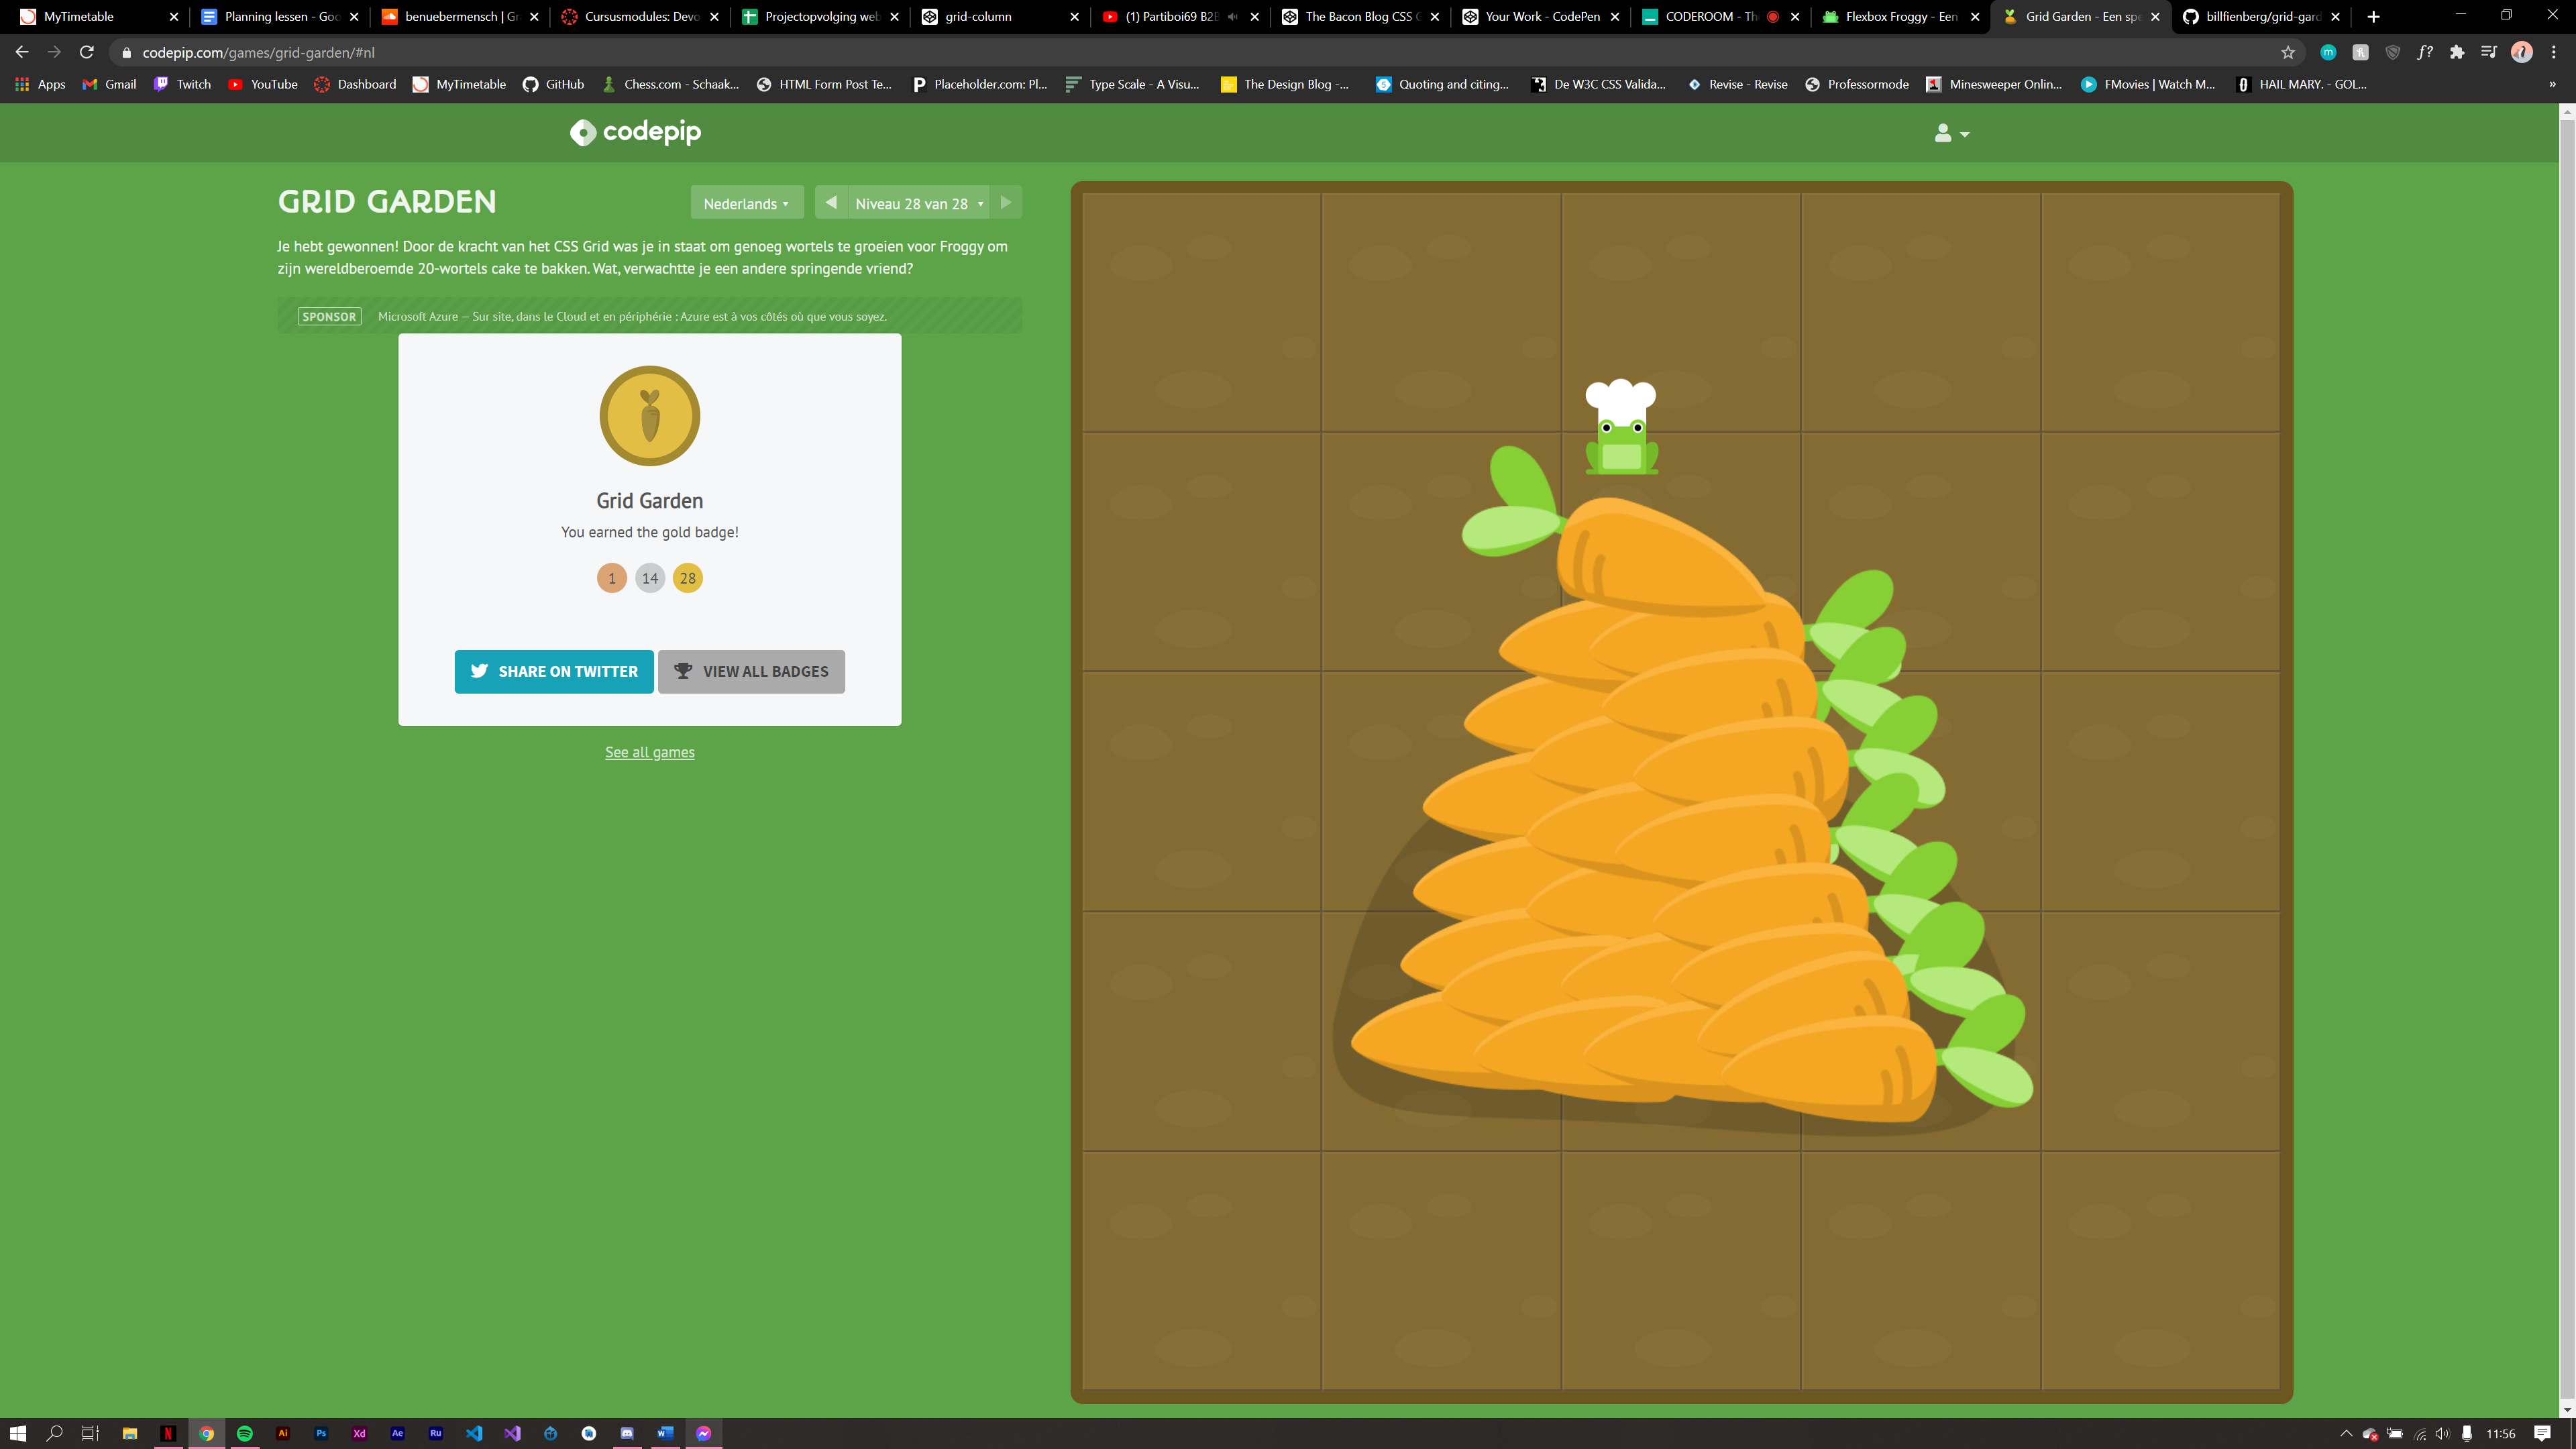 MyTimetable
Planning lessen - Goo
benuebermensch | Gr
Cursusmodules: Devo
Projectopvolging web
grid-column
(1) Partiboi69 B2B
The Bacon Blog CSS G
Your Work - CodePen
CODEROOM - The
Flexbox Froggy - Een
Grid Garden - Een spe
billfienberg/grid-gard
codepip.com/games/grid-garden/#nl
Apps
Gmail
Twitch
YouTube
Dashboard
MyTimetable
GitHub
Chess.com - Schaak...
HTML Form Post Te...
Placeholder.com: Pl...
Type Scale - A Visu...
The Design Blog -...
Quoting and citing...
De W3C CSS Valida...
Revise - Revise
Professormode
Minesweeper Onlin...
FMovies | Watch M...
HAIL MARY. - GOL...
codepip
GRID GARDEN
Nederlands
Niveau 28 van 28
Je hebt gewonnen! Door de kracht van het CSS Grid was je in staat om genoeg wortels te groeien voor Froggy om
zijn wereldberoemde 20-wortels cake te bakken. Wat, verwachtte je een andere springende vriend?
SPONSOR
Microsoft Azure — Sur site, dans le Cloud et en périphérie : Azure est à vos côtés où que vous soyez.
Grid Garden
You earned the gold badge!
1 14 28
SHARE ON TWITTER
VIEW ALL BADGES
See all games
11:56